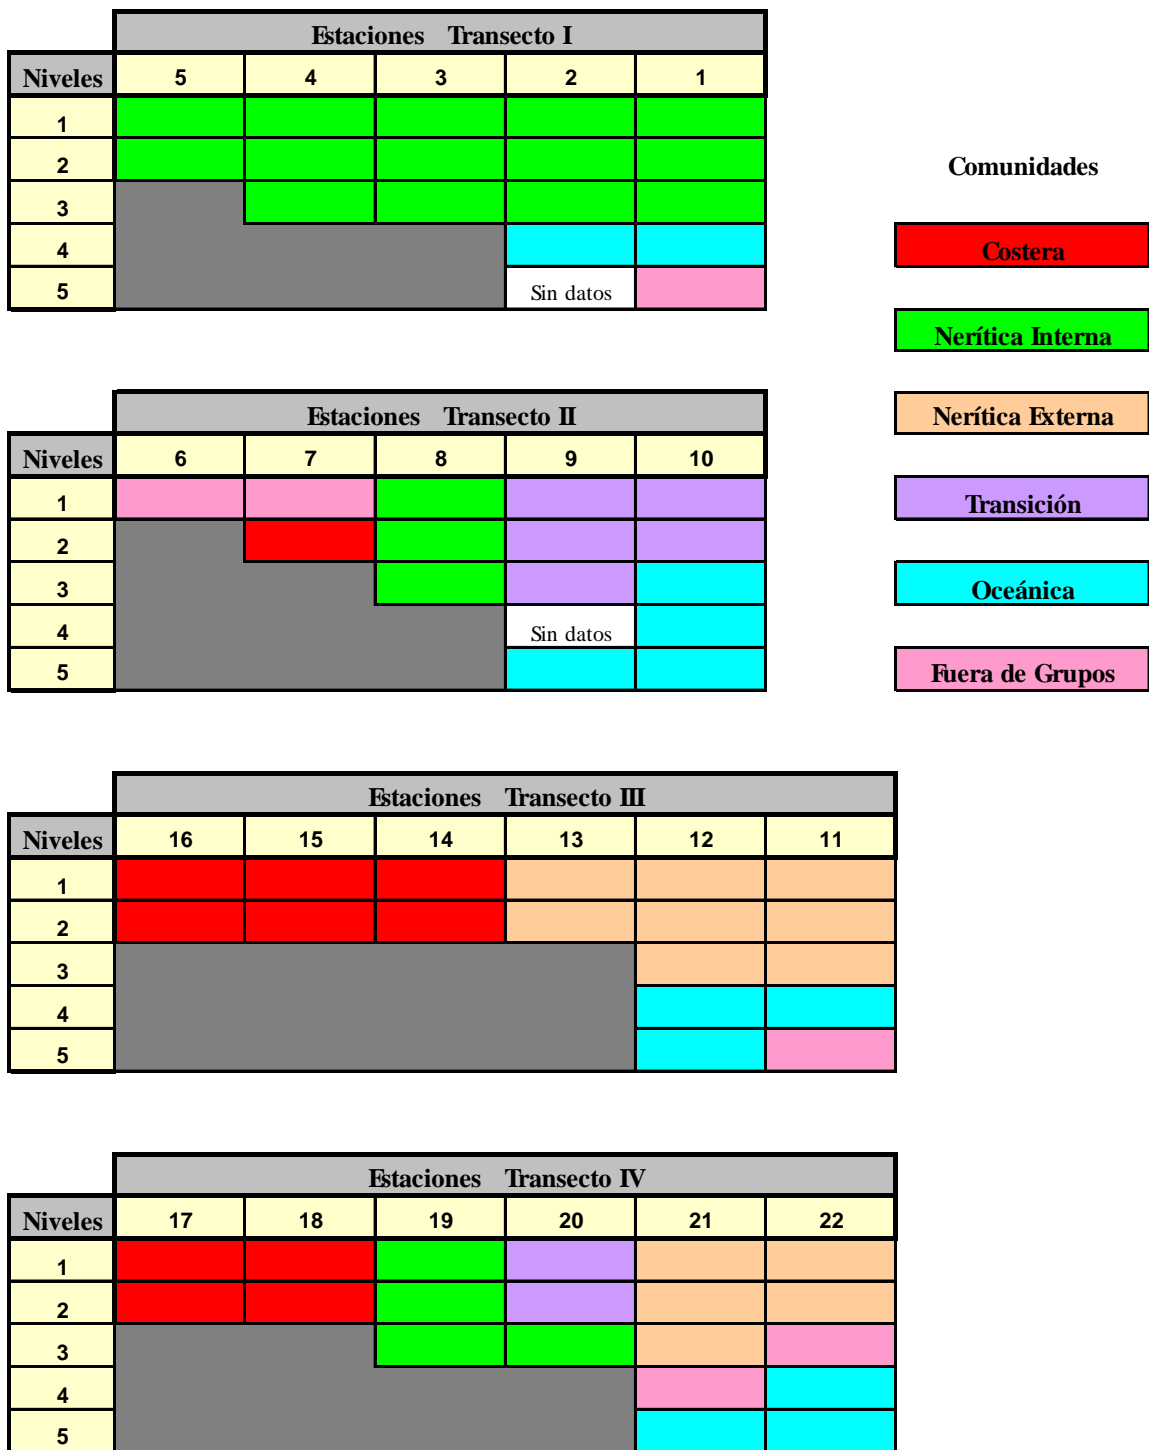 Estaciones Transecto I
Niveles 5 4 3 2 1
1
2
Comunidades
3
4
Costera
5 Sin datos
Nerítica Interna
Estaciones Transecto II
Nerítica Externa
Niveles 6 7 8 9 10
1
Transición
2
3
Oceánica
4 Sin datos
5
Fuera de Grupos
Estaciones Transecto III
Niveles 16 15 14 13 12 11
1
2
3
4
5
Estaciones Transecto IV
Niveles 17 18 19 20 21 22
1
2
3
4
5